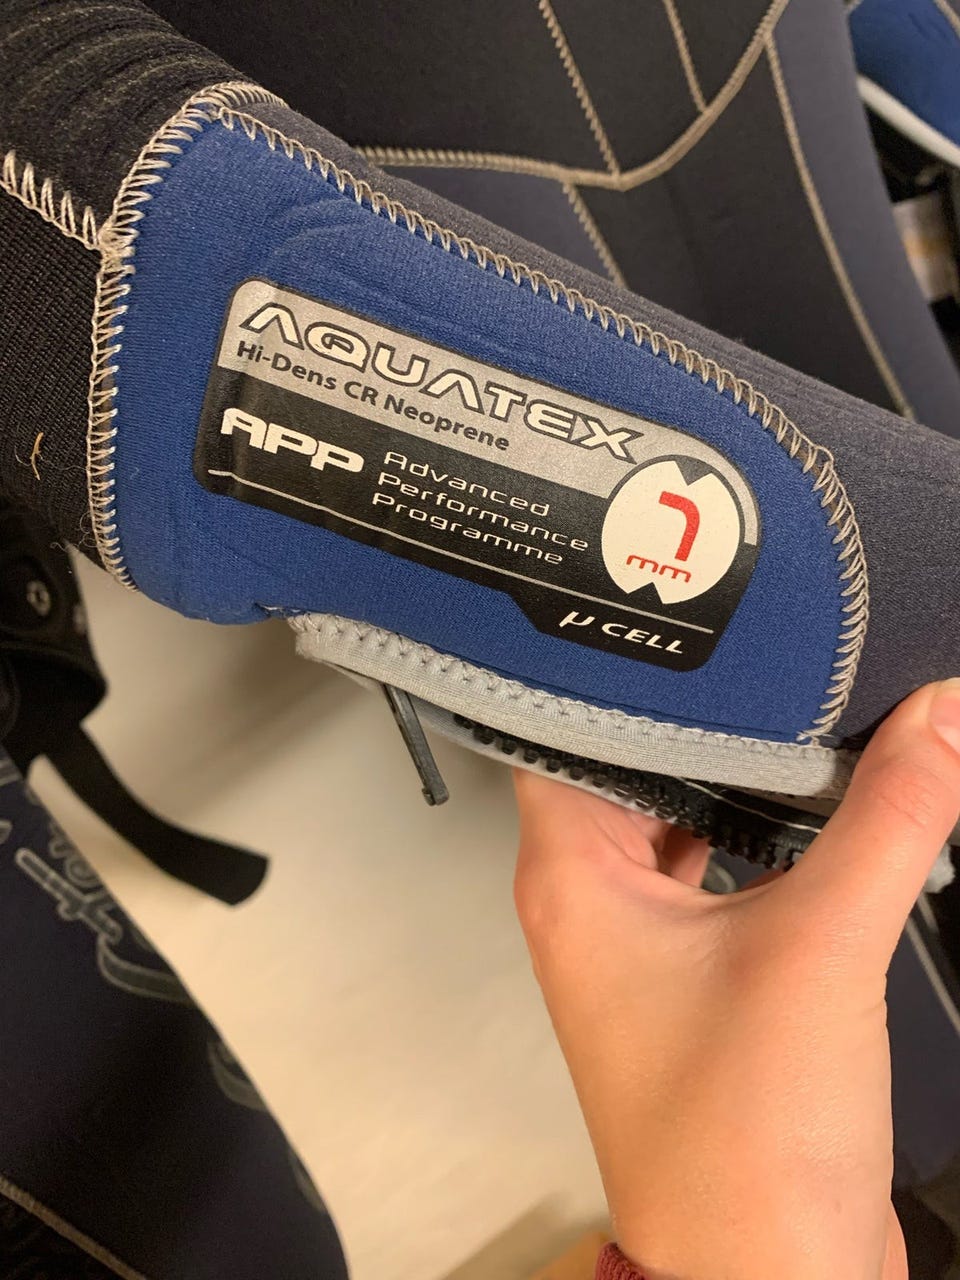 AQUATEX
Hi-Dens CR Neoprene
APP
Advanced
Performance
Programme
7
mm
μ CELL